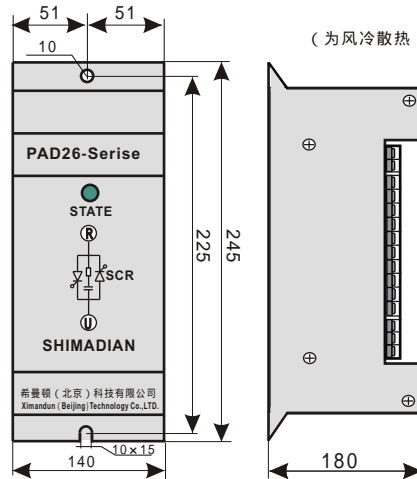 51 51
10
(为风冷散热
PAD26-Serise
STATE
R
SCR
U
SHIMADIAN
225
245
希曼顿(北京)科技有限公司
Ximandun (Beijing) Technology Co.,LTD.
10×15
140
180